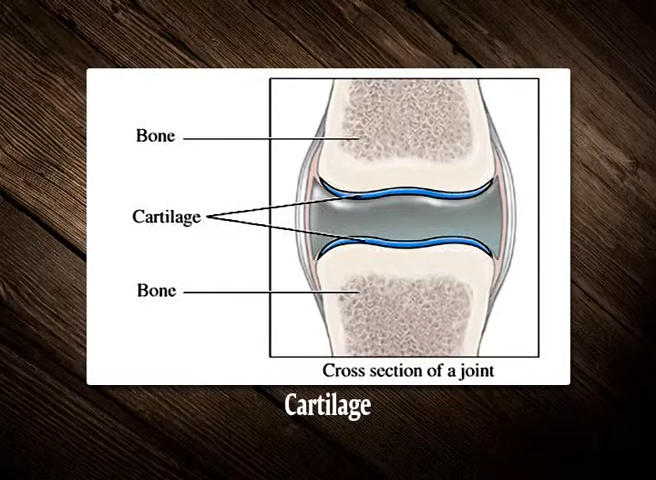 Bone
Cartilage
Bone
Cross section of a joint
Cartilage